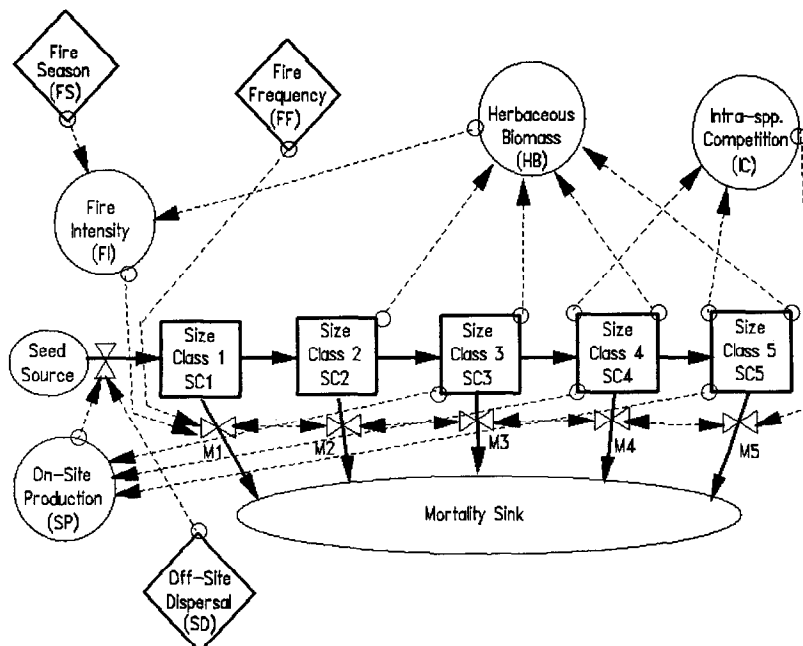 Fire
Season
(FS)
Fire
Frequency
(FF)
Herbaceous
Biomass
(HB)
Intra-spp.
Competition
(IC)
Fire
Intensity
(FI)
Seed
Source
Size
Class 1
SC1
Size
Class 2
SC2
Size
Class 3
SC3
Size
Class 4
SC4
Size
Class 5
SC5
M1
M2
M3
M4
M5
On-Site
Production
(SP)
Mortality Sink
Off-Site
Dispersal
(SD)